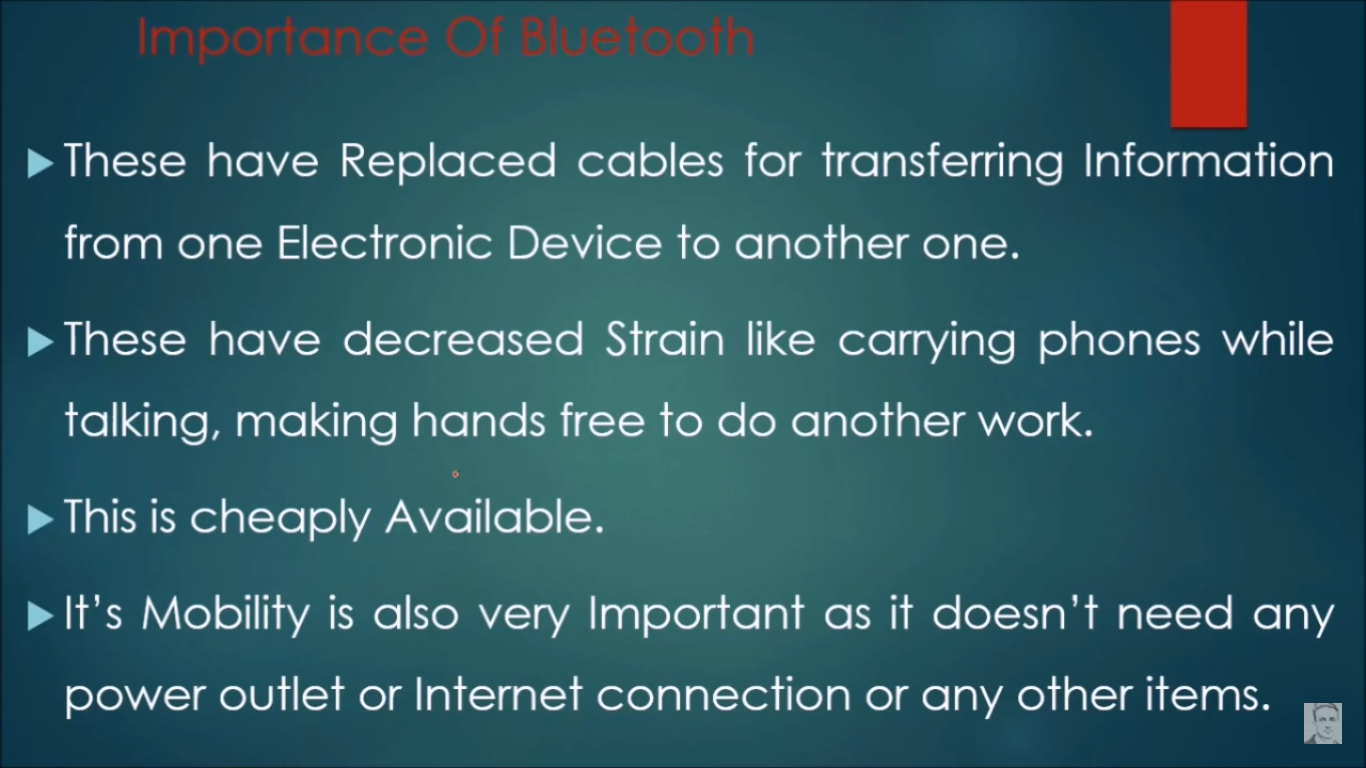 Importance Of Bluetooth
These have Replaced cables for transferring Information
from one Electronic Device to another one.
These have decreased Strain like carrying phones while
talking, making hands free to do another work.
This is cheaply Available.
It’s Mobility is also very Important as it doesn’t need any
power outlet or Internet connection or any other items.